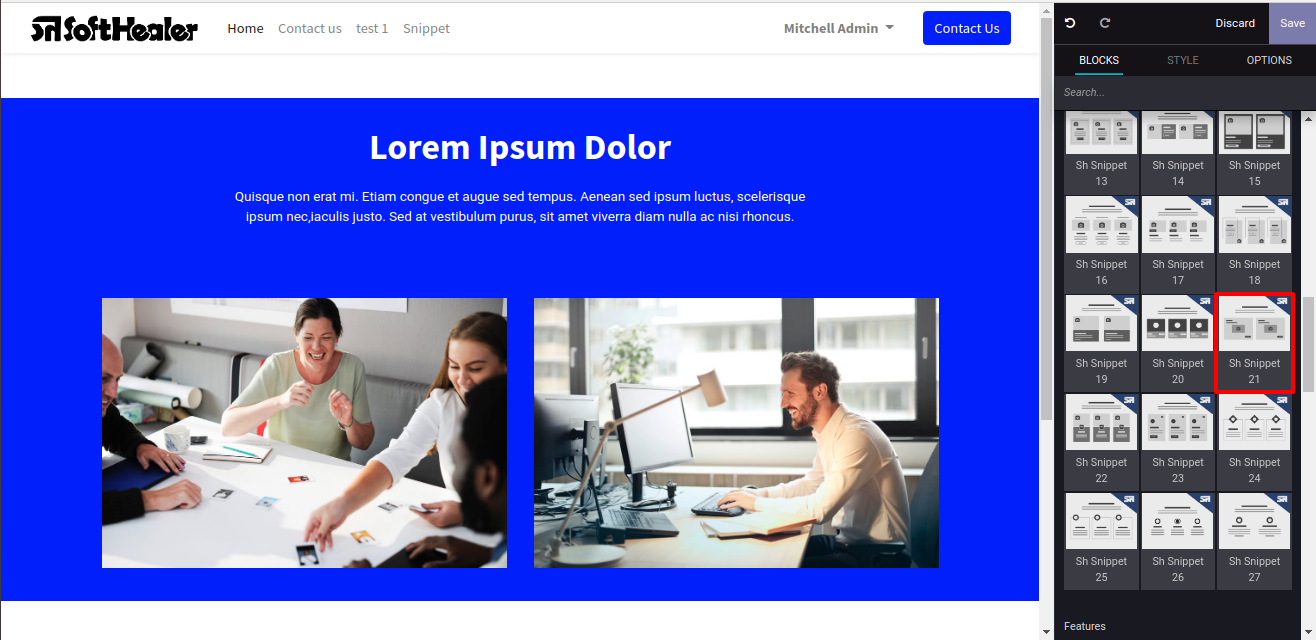 SoftHealer
Home
Contact us
test 1
Snippet
Mitchell Admin
Contact Us
Discard
Save
BLOCKS
STYLE
OPTIONS
Search...
Lorem Ipsum Dolor
Quisque non erat mi. Etiam congue et augue sed tempus. Aenean sed ipsum luctus, scelerisque
ipsum nec,iaculis justo. Sed at vestibulum purus, sit amet viverra diam nulla ac nisi rhoncus.
Sh Snippet
13
Sh Snippet
14
Sh Snippet
15
Sh Snippet
16
Sh Snippet
17
Sh Snippet
18
Sh Snippet
19
Sh Snippet
20
Sh Snippet
21
Sh Snippet
22
Sh Snippet
23
Sh Snippet
24
Sh Snippet
25
Sh Snippet
26
Sh Snippet
27
Features